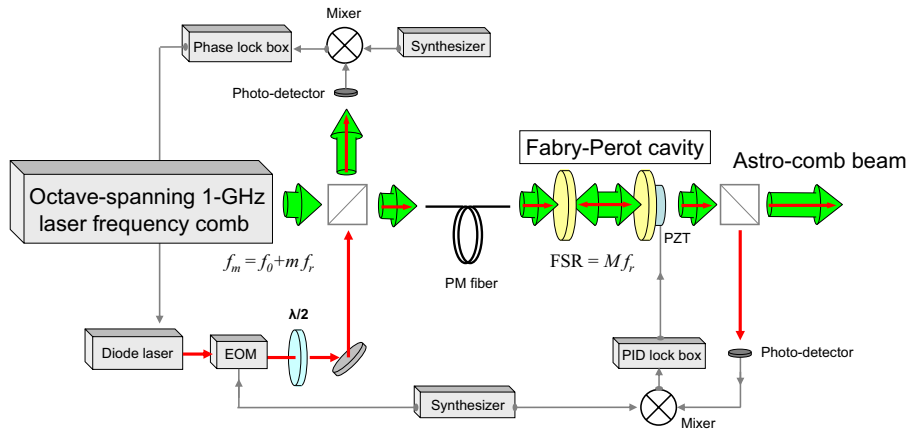 Mixer
Phase lock box
Synthesizer
Photo-detector
Fabry-Perot cavity
Astro-comb beam
Octave-spanning 1-GHz
laser frequency comb
PZT
f_m = f_0+m f_r
PM fiber
FSR = M f_r
λ/2
Diode laser
EOM
PID lock box
Photo-detector
Synthesizer
Mixer